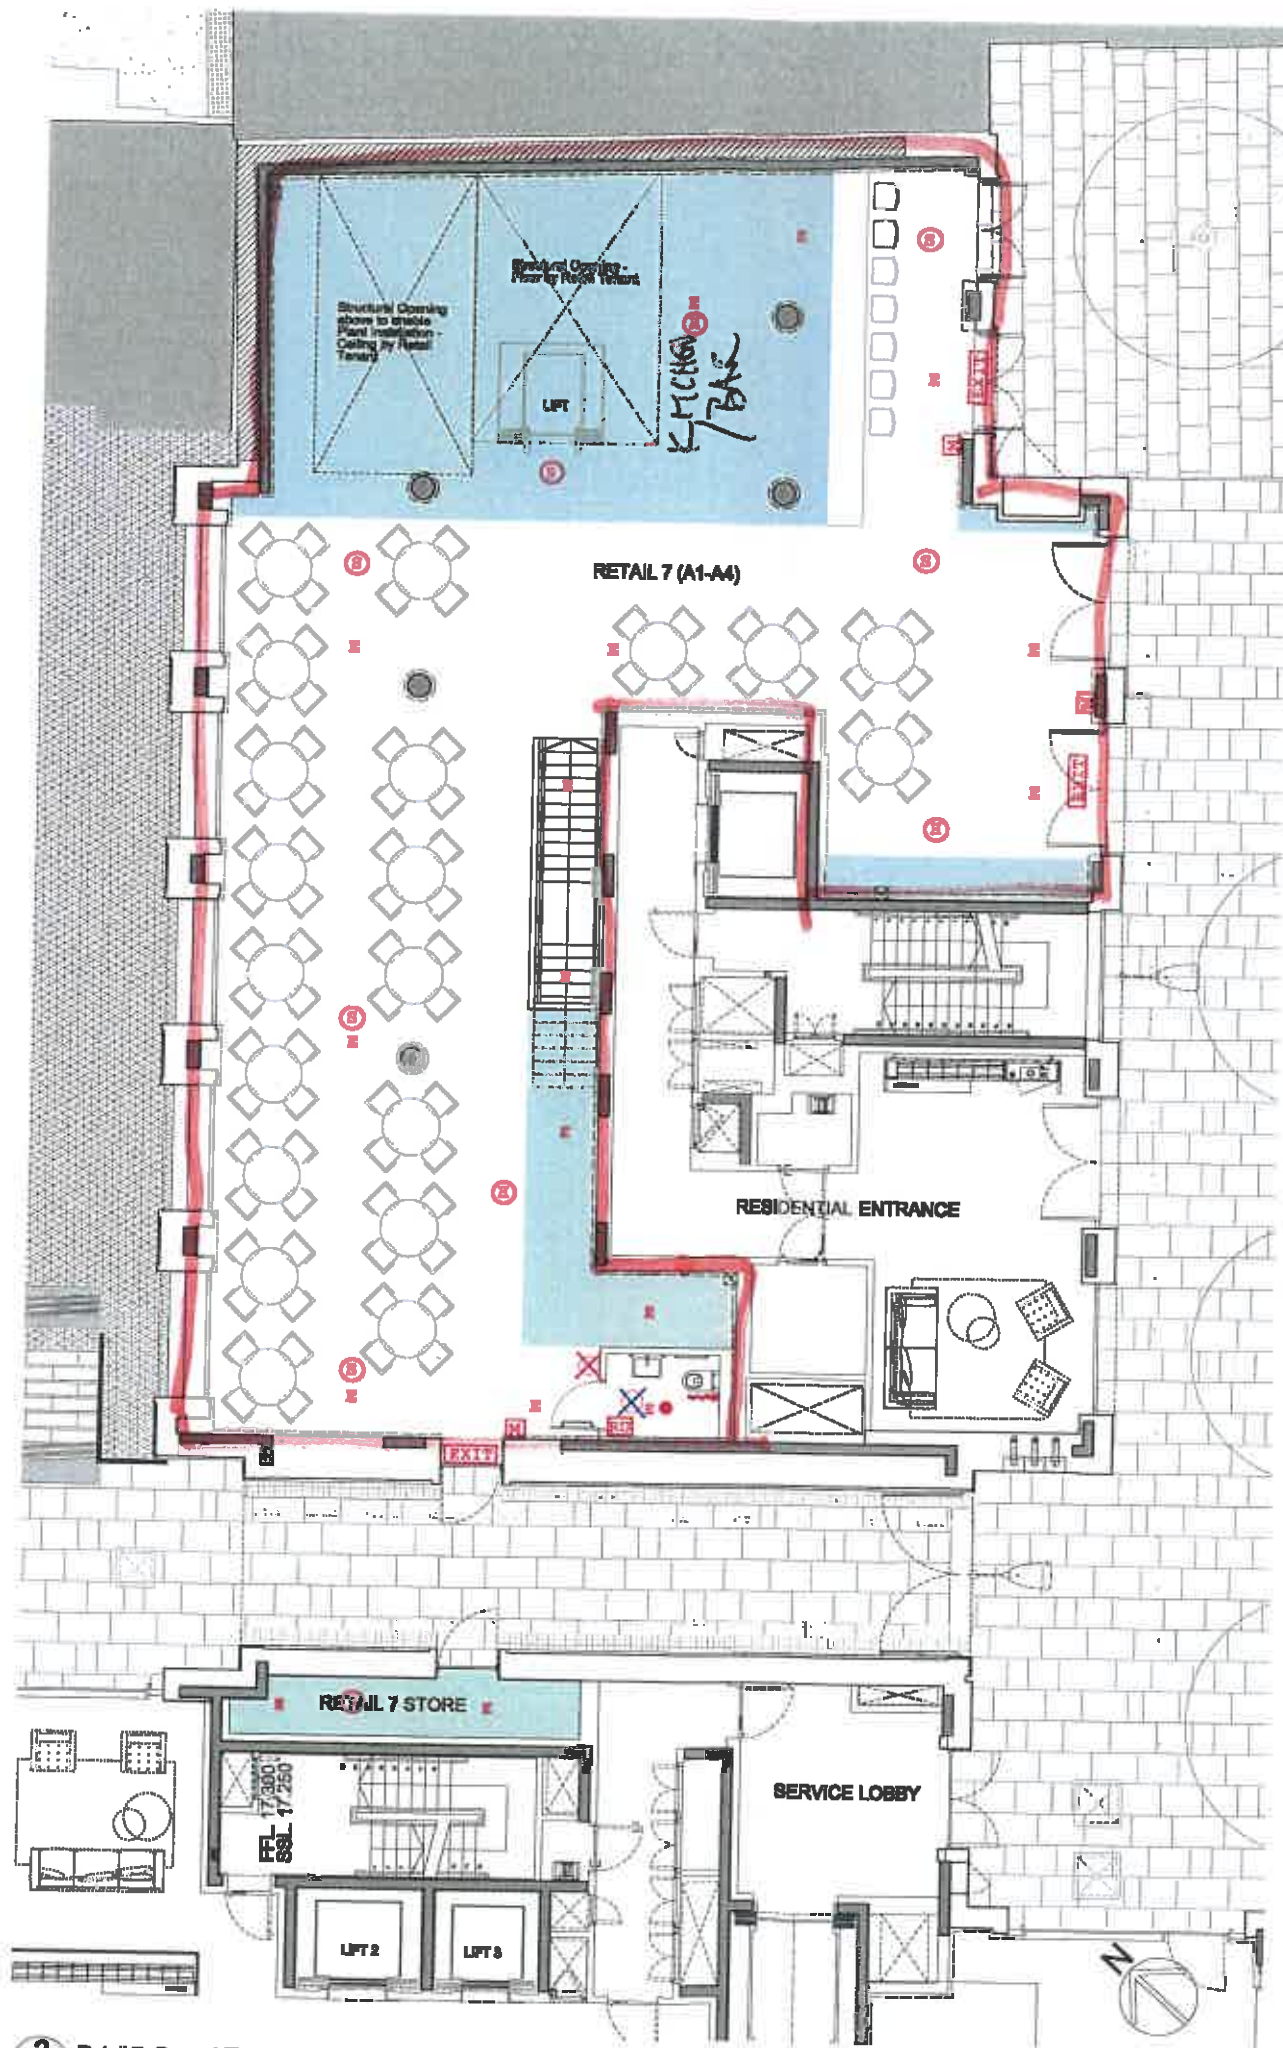 Structural Opening
above to enable
Plant Installation -
Ceiling by Retail
Tenant
Structural Opening -
Floor by Retail Tenant
LIFT
KITCHEN
/BAR
S
S
H
EXIT
M
RETAIL 7 (A1-A4)
S
S
EXIT
H
S
H
RESIDENTIAL ENTRANCE
S
M
EXIT
RETAIL 7 STORE
FFL 17.300
SSL 17.250
SERVICE LOBBY
LIFT 2
LIFT 3
N